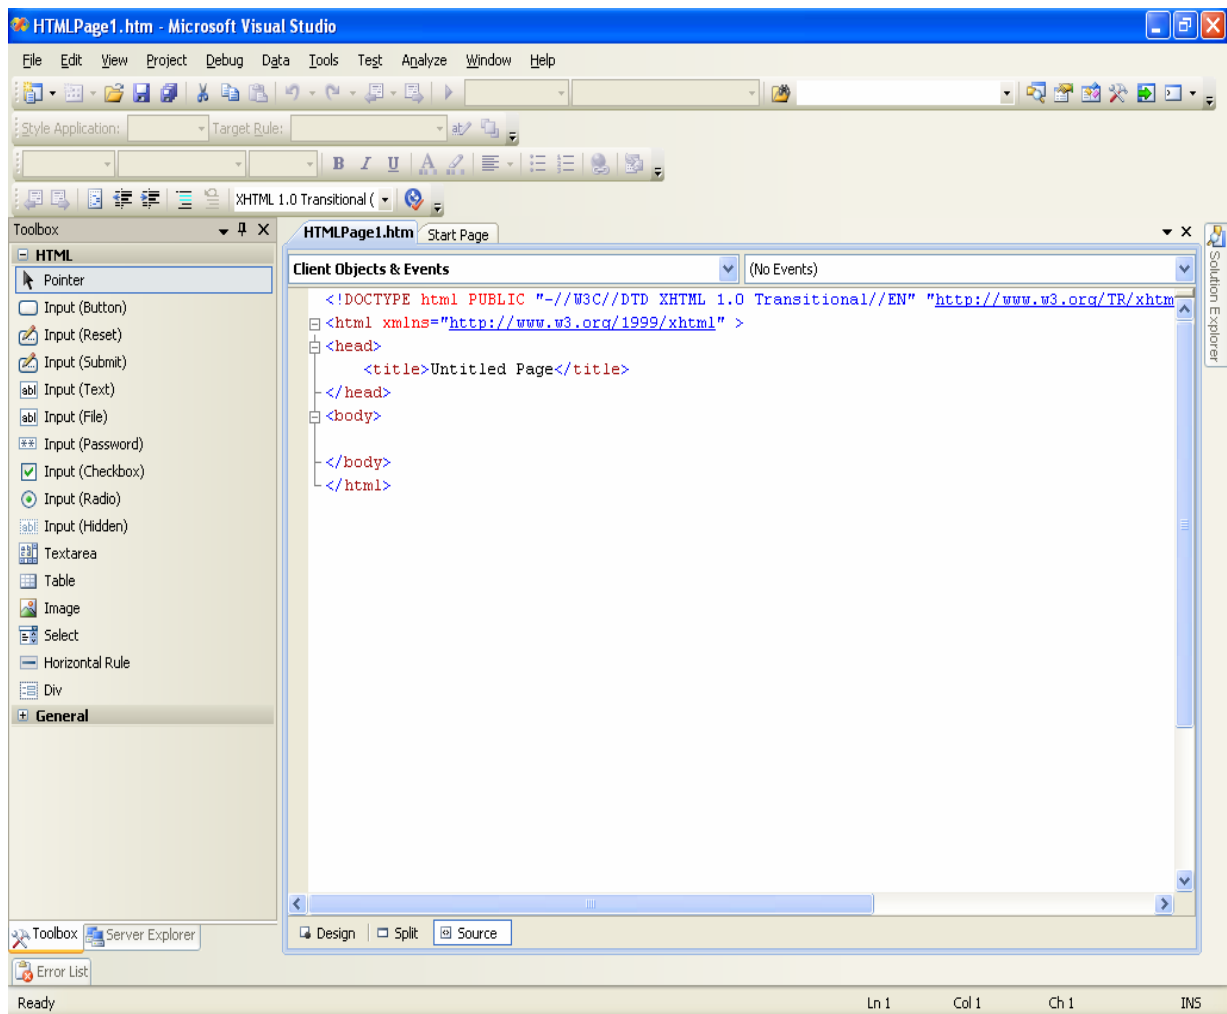 HTMLPage1.htm - Microsoft Visual Studio
File Edit View Project Debug Data Tools Test Analyze Window Help
Style Application: Target Rule:
B I U A
XHTML 1.0 Transitional (
Toolbox
HTML
Pointer
Input (Button)
Input (Reset)
Input (Submit)
abl Input (Text)
abl Input (File)
Input (Password)
Input (Checkbox)
Input (Radio)
abl Input (Hidden)
Textarea
Table
Image
Select
Horizontal Rule
Div
General
Toolbox Server Explorer
Error List
HTMLPage1.htm Start Page
Client Objects & Events (No Events)
<!DOCTYPE html PUBLIC "-//W3C//DTD XHTML 1.0 Transitional//EN" "http://www.w3.org/TR/xhtm
<html xmlns="http://www.w3.org/1999/xhtml" >
<head>
<title>Untitled Page</title>
</head>
<body>
</body>
</html>
Design Split Source
Solution Explorer
Ready Ln 1 Col 1 Ch 1 INS